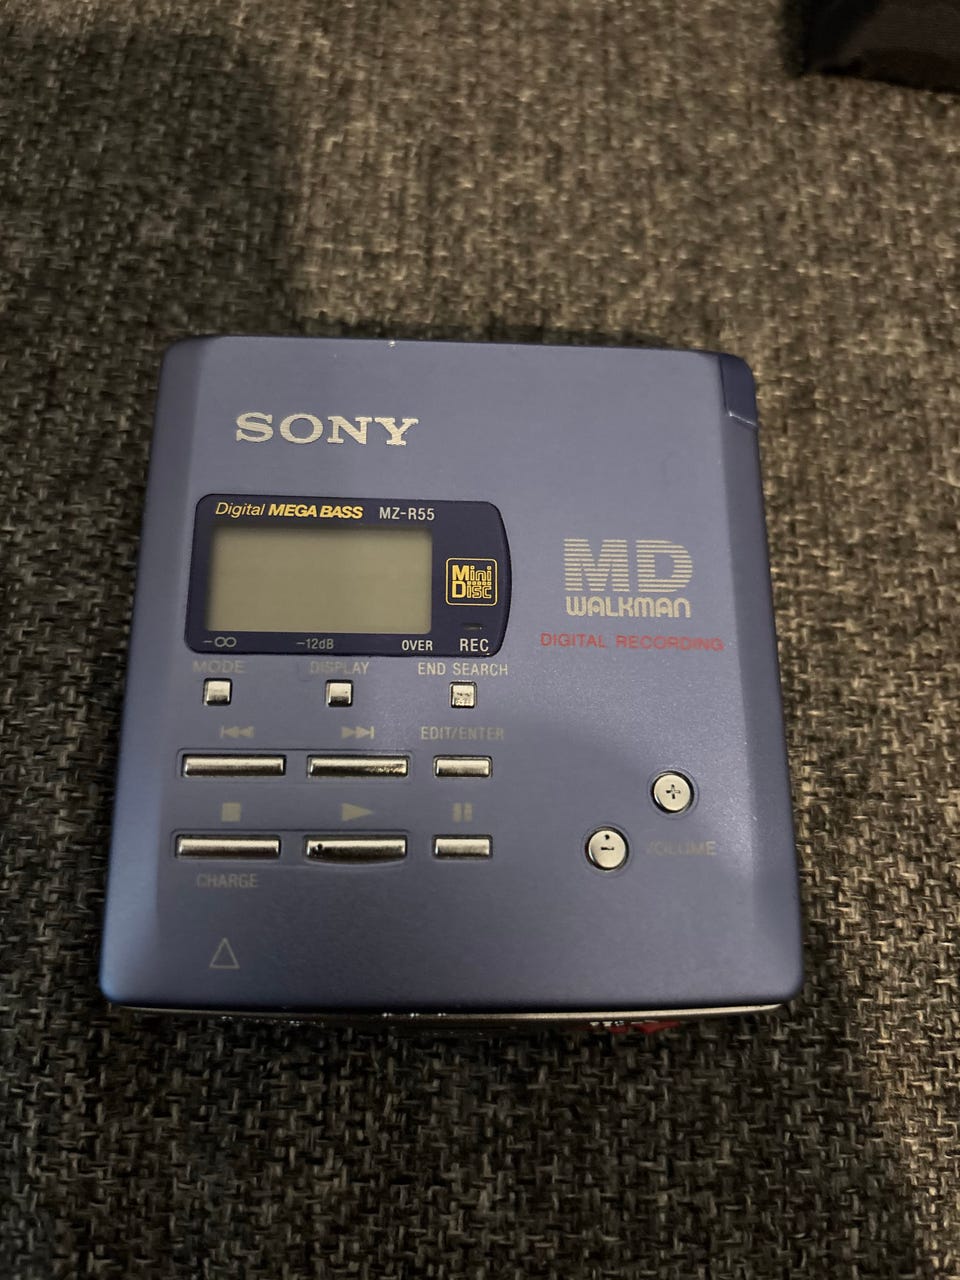 SONY
Digital MEGA BASS MZ-R55
Mini
Disc
-∞ -12dB OVER REC
MD
WALKMAN
DIGITAL RECORDING
MODE DISPLAY END SEARCH
EDIT/ENTER
+
-
VOLUME
CHARGE